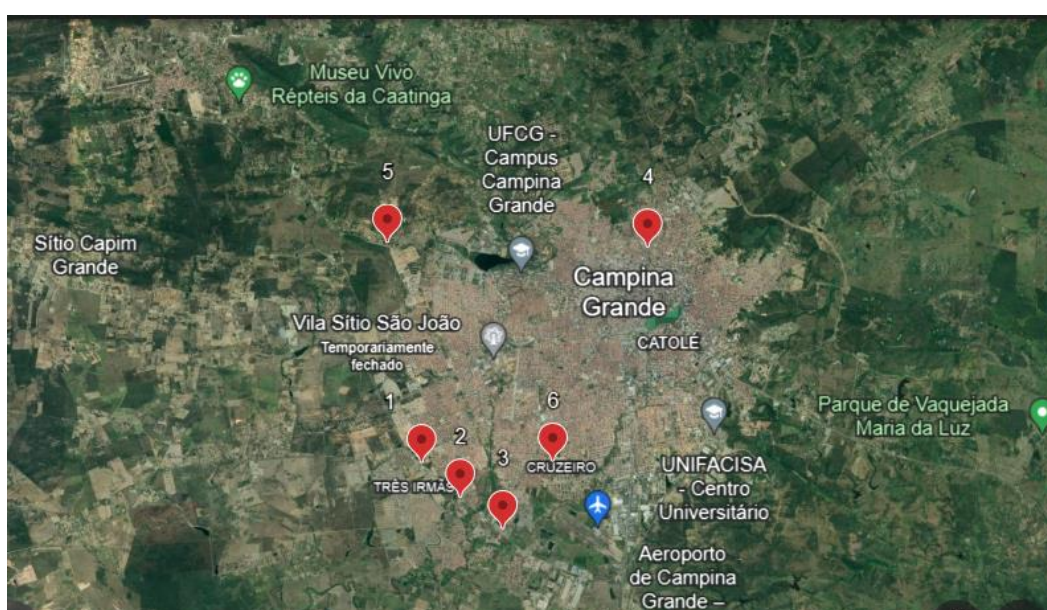 Museu Vivo
Répteis da Caatinga
UFCG -
Campus
Campina
Grande
5
4
Sítio Capim
Grande
Campina
Grande
Vila Sítio São João
Temporariamente
fechado
CATOLÉ
1
6
2
3
Parque de Vaquejada
Maria da Luz
CRUZEIRO
TRÊS IRMÃS
UNIFACISA
- Centro
Universitário
Aeroporto
de Campina
Grande –